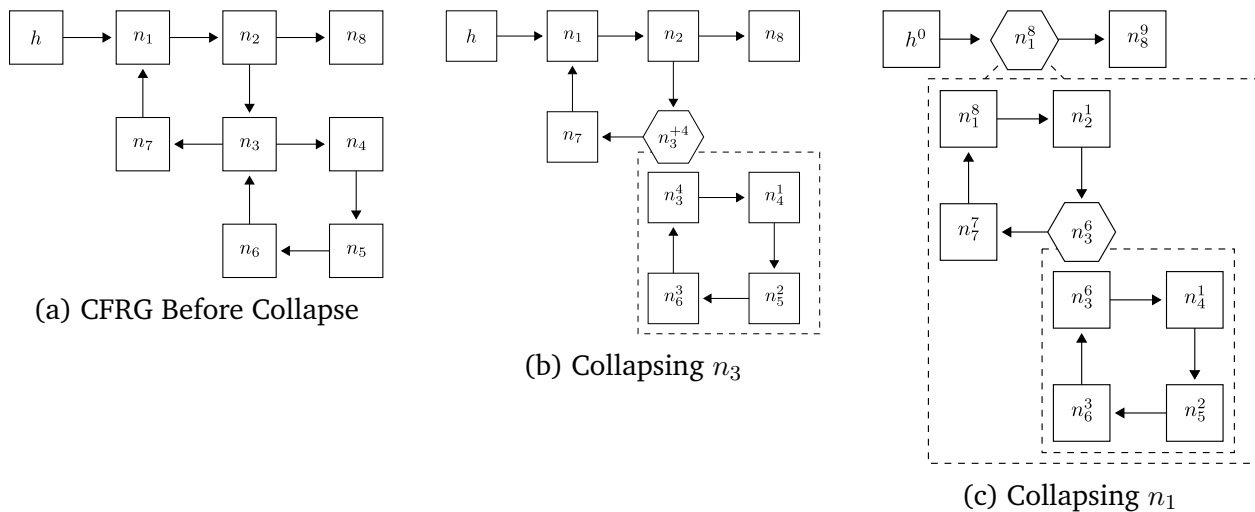 h n₁ n₂ n₈
n₇ n₃ n₄
n₆ n₅
(a) CFRG Before Collapse
h n₁ n₂ n₈
n₇ n₃⁺⁴
n₃⁴ n₄¹
n₆³ n₅²
(b) Collapsing n₃
h⁰ n₁⁸ n₈⁹
n₁⁸ n₂¹
n₇⁷ n₃⁶
n₃⁶ n₄¹
n₆³ n₅²
(c) Collapsing n₁